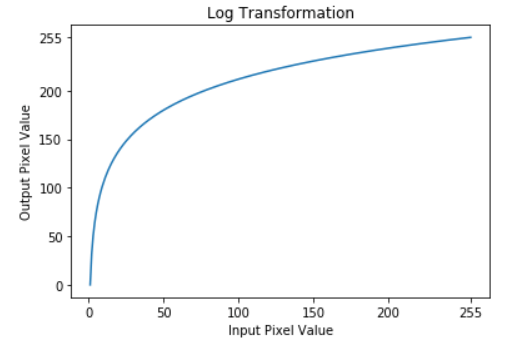 Log Transformation
255
200
150
100
50
0
Output Pixel Value
0 50 100 150 200 255
Input Pixel Value